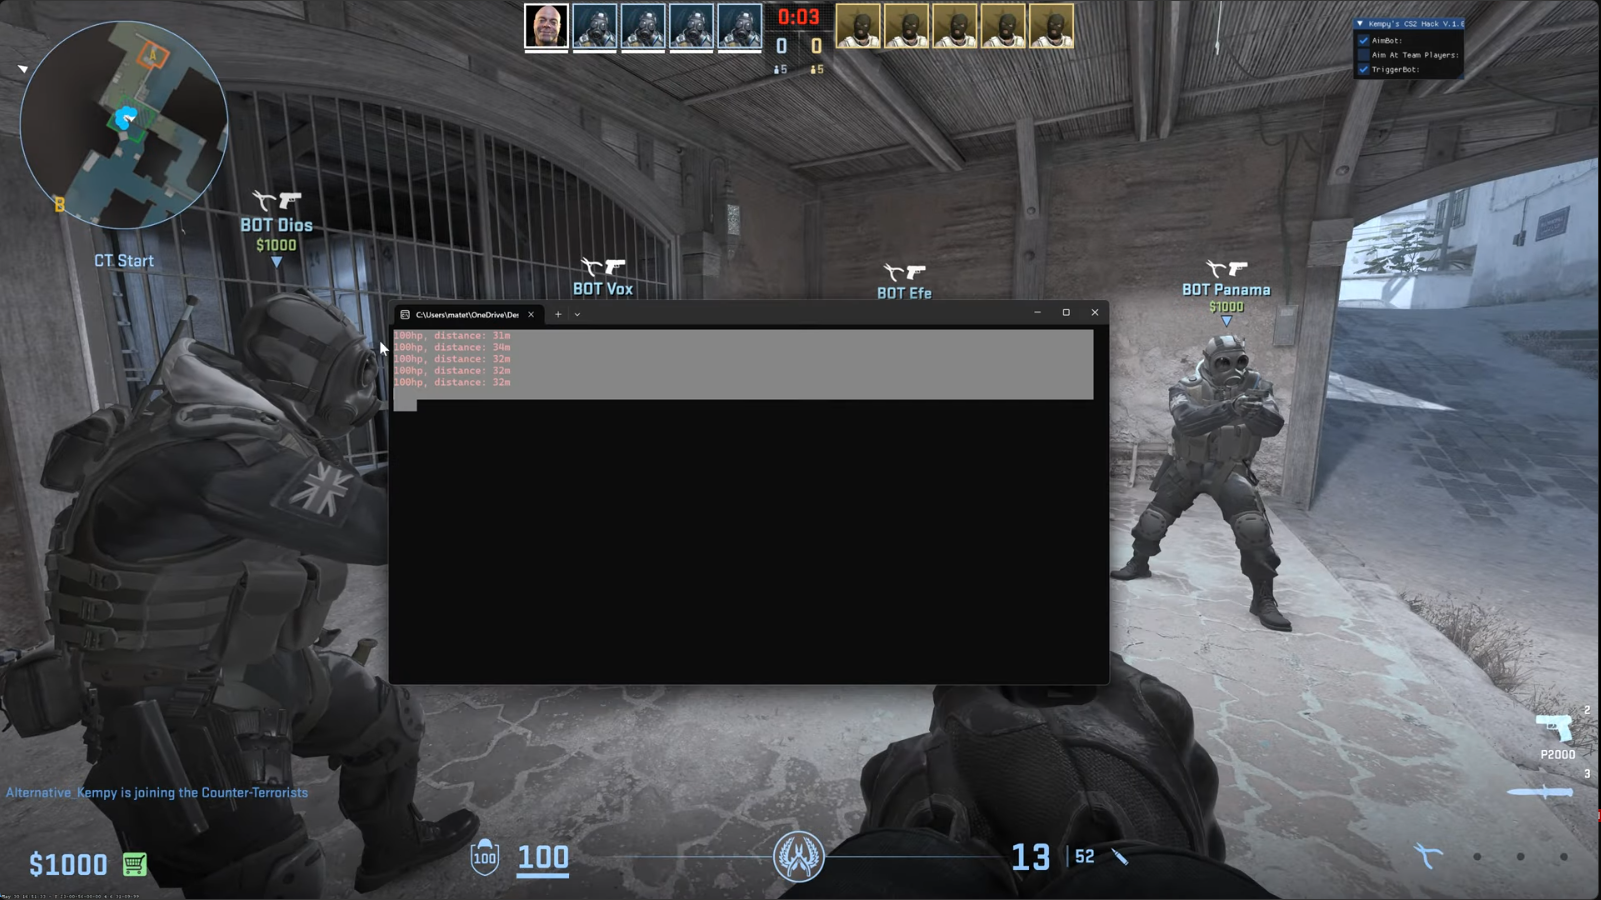 0:03
0 0
5 5
A
B
CT Start
BOT Dios
$1000
BOT Vox
BOT Efe
BOT Panama
$1000
Kempy's CS2 Hack V.1.
AimBot:
Aim At Team Players:
TriggerBot:
C:\Users\matet\OneDrive\Des
100hp, distance: 31m
100hp, distance: 34m
100hp, distance: 32m
100hp, distance: 32m
100hp, distance: 32m
2
P2000
3
Alternative_Kempy is joining the Counter-Terrorists
$1000
100
100
13 52